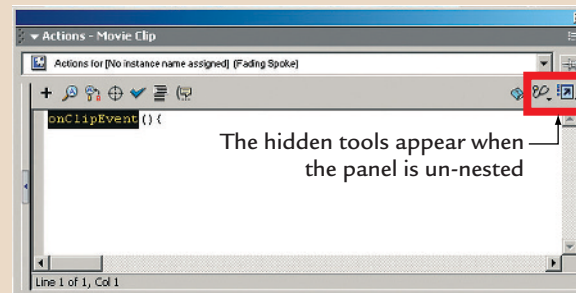 Actions - Movie Clip
Actions for [No instance name assigned] (Fading Spoke)
onClipEvent(){
The hidden tools appear when
the panel is un-nested
Line 1 of 1, Col 1